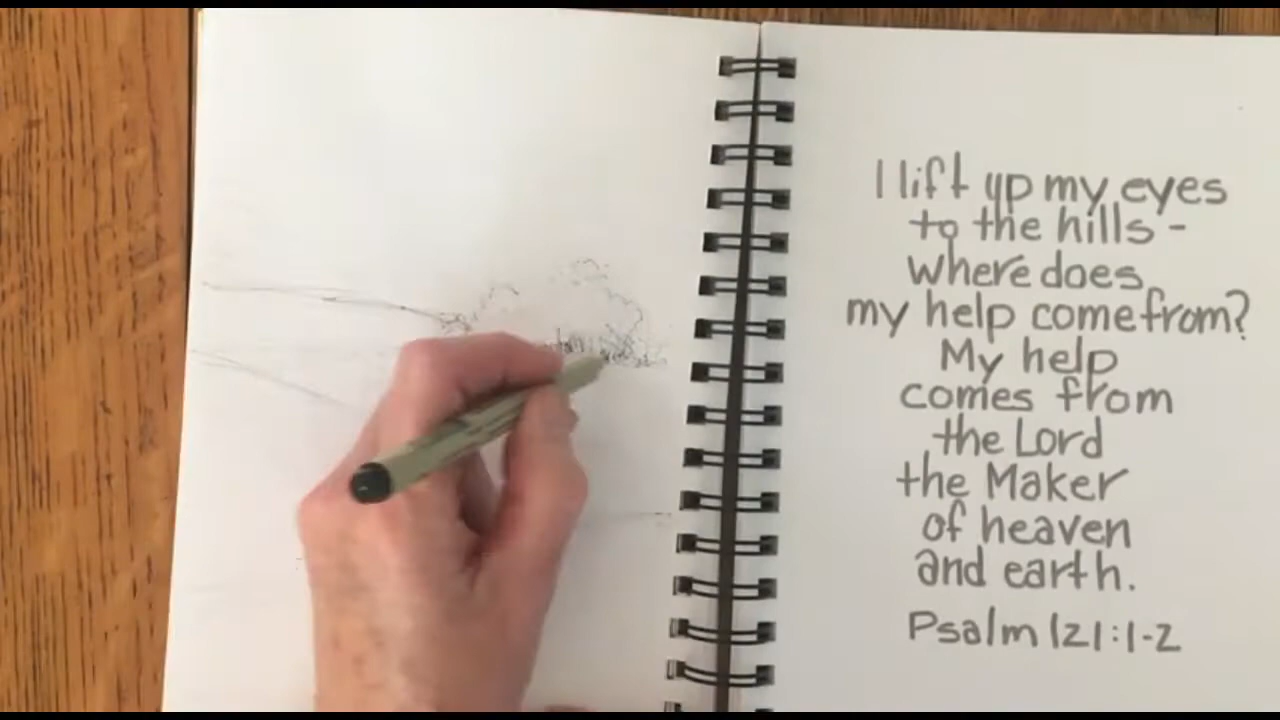 I lift up my eyes
to the hills -
where does
my help come from?
My help
comes from
the Lord
the Maker
of heaven
and earth.
Psalm 121:1-2